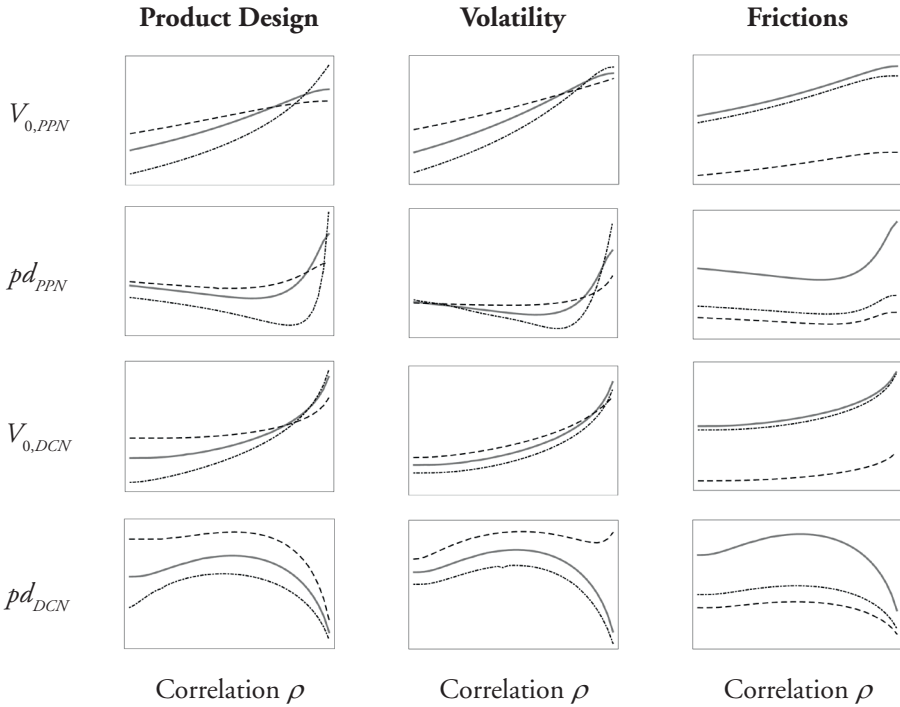 Product Design Volatility Frictions
V0,PPN
pdPPN
V0,DCN
pdDCN
Correlation ρ Correlation ρ Correlation ρ